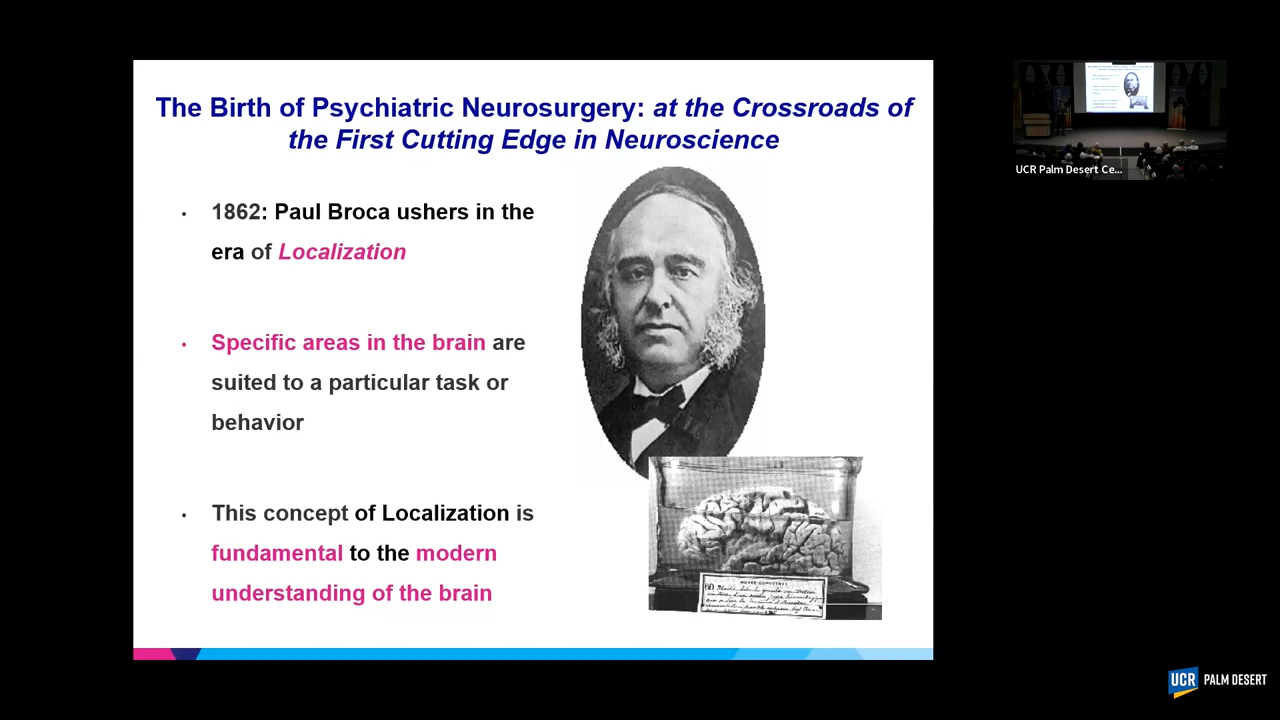 The Birth of Psychiatric Neurosurgery: at the Crossroads of
the First Cutting Edge in Neuroscience
• 1862: Paul Broca ushers in the
era of Localization
• Specific areas in the brain are
suited to a particular task or
behavior
• This concept of Localization is
fundamental to the modern
understanding of the brain
UCR Palm Desert Ce...
UCR PALM DESERT